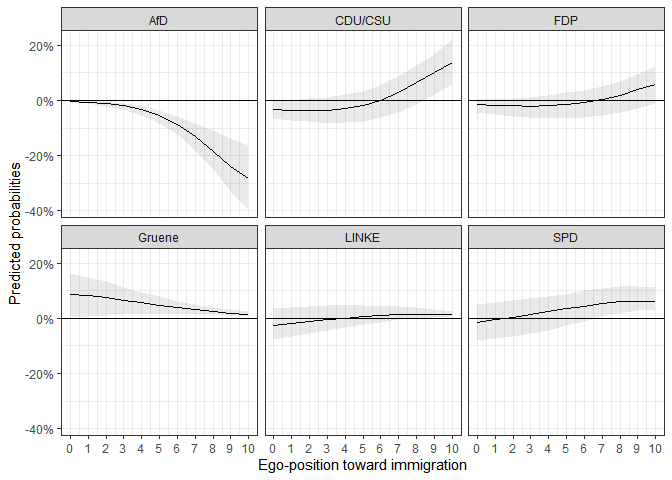 AfD CDU/CSU FDP
20%
0%
-20%
-40%
Gruene LINKE SPD
20%
0%
-20%
-40%
0 1 2 3 4 5 6 7 8 9 10 0 1 2 3 4 5 6 7 8 9 10 0 1 2 3 4 5 6 7 8 9 10
Ego-position toward immigration
Predicted probabilities